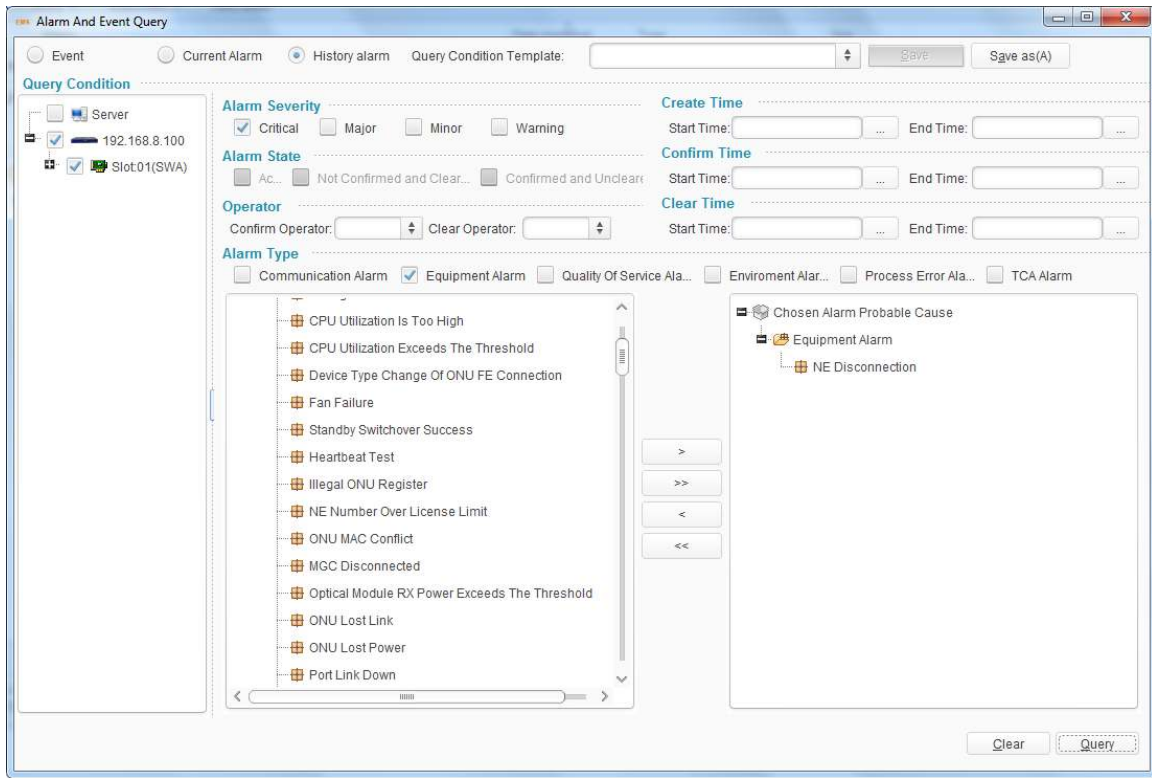 EMS Alarm And Event Query
Event Current Alarm History alarm Query Condition Template: Save Save as(A)
Query Condition
Server
192.168.8.100
Slot:01(SWA)
Alarm Severity
Critical Major Minor Warning
Alarm State
Ac... Not Confirmed and Clear... Confirmed and Uncleare
Operator
Confirm Operator: Clear Operator:
Create Time
Start Time: ... End Time: ...
Confirm Time
Start Time: ... End Time: ...
Clear Time
Start Time: ... End Time: ...
Alarm Type
Communication Alarm Equipment Alarm Quality Of Service Ala... Enviroment Alar... Process Error Ala... TCA Alarm
CPU Utilization Is Too High
CPU Utilization Exceeds The Threshold
Device Type Change Of ONU FE Connection
Fan Failure
Standby Switchover Success
Heartbeat Test
Illegal ONU Register
NE Number Over License Limit
ONU MAC Conflict
MGC Disconnected
Optical Module RX Power Exceeds The Threshold
ONU Lost Link
ONU Lost Power
Port Link Down
>
>>
<
<<
Chosen Alarm Probable Cause
Equipment Alarm
NE Disconnection
Clear Query